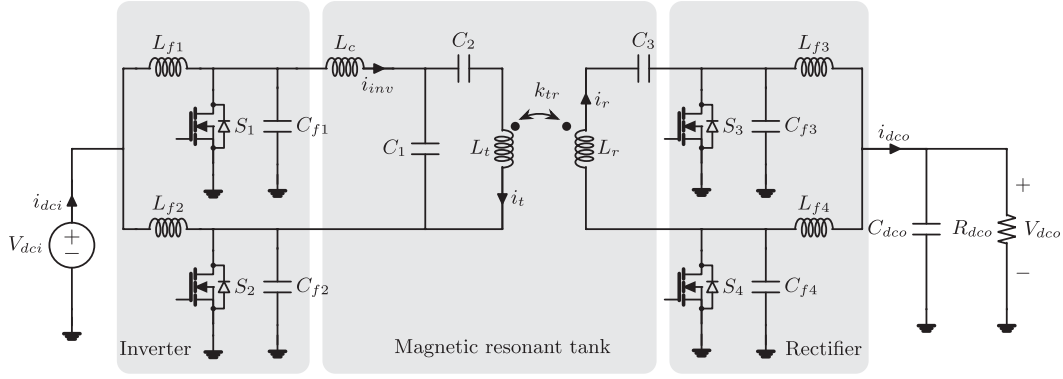 L_{f1}
L_c
C_2
C_3
L_{f3}
i_{inv}
k_{tr}
i_r
S_1
C_{f1}
C_1
L_t
L_r
S_3
C_{f3}
i_{dco}
i_{dci}
L_{f2}
i_t
L_{f4}
+
V_{dci}
+
−
C_{dco}
R_{dco}
V_{dco}
S_2
C_{f2}
S_4
C_{f4}
−
Inverter
Magnetic resonant tank
Rectifier